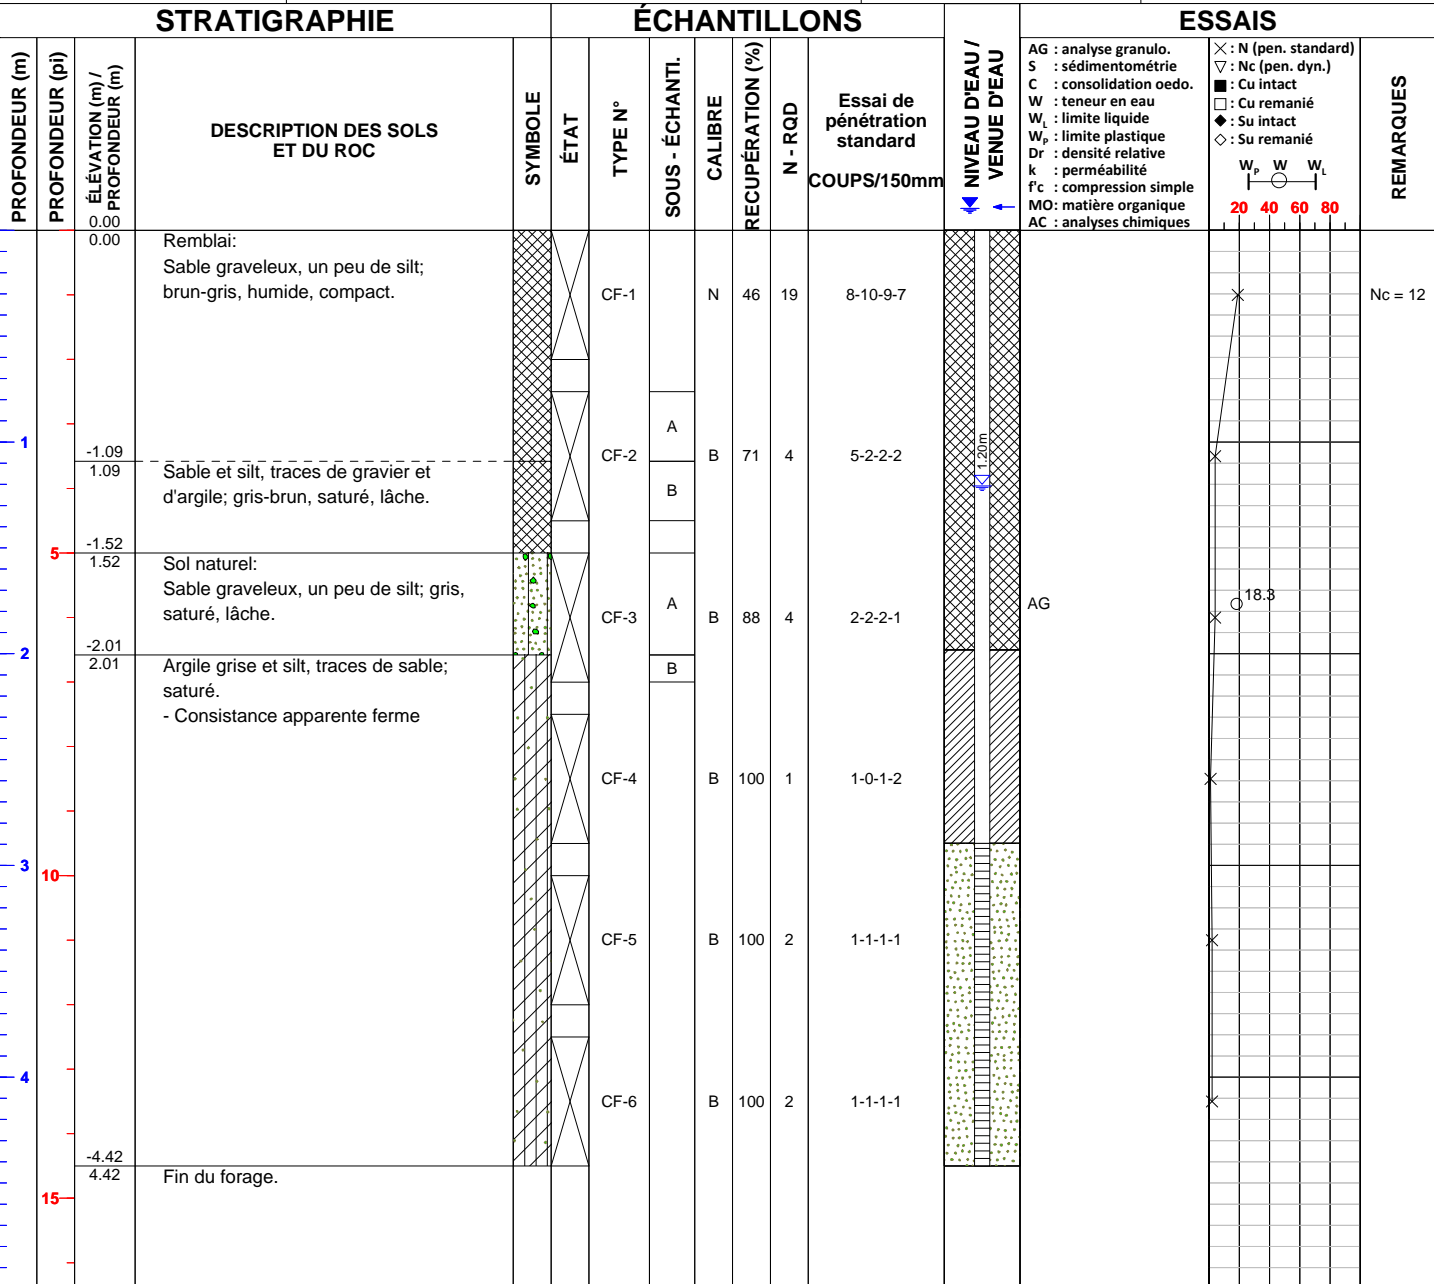 STRATIGRAPHIE
ÉCHANTILLONS
ESSAIS
PROFONDEUR (m)
PROFONDEUR (pi)
ÉLÉVATION (m) /
PROFONDEUR (m)
DESCRIPTION DES SOLS
ET DU ROC
SYMBOLE
ÉTAT
TYPE N°
SOUS - ÉCHANTI.
CALIBRE
RECUPÉRATION (%)
N - RQD
Essai de
pénétration
standard
COUPS/150mm
NIVEAU D'EAU /
VENUE D'EAU
AG : analyse granulo.
S : sédimentométrie
C : consolidation oedo.
W : teneur en eau
WL : limite liquide
WP : limite plastique
Dr : densité relative
k : perméabilité
f'c : compression simple
MO: matière organique
AC : analyses chimiques
: N (pen. standard)
: Nc (pen. dyn.)
: Cu intact
: Cu remanié
: Su intact
: Su remanié
WP W WL
20 40 60 80
REMARQUES
0.00
0.00
Remblai:
Sable graveleux, un peu de silt;
brun-gris, humide, compact.
CF-1 N 46 19 8-10-9-7
Nc = 12
1
-1.09
1.09
Sable et silt, traces de gravier et
d'argile; gris-brun, saturé, lâche.
A
CF-2 B 71 4 5-2-2-2
B
1.20m
5
-1.52
1.52
Sol naturel:
Sable graveleux, un peu de silt; gris,
saturé, lâche.
A
CF-3 B 88 4 2-2-2-1
AG
18.3
2
-2.01
2.01
B
Argile grise et silt, traces de sable;
saturé.
- Consistance apparente ferme
CF-4 B 100 1 1-0-1-2
3
10
CF-5 B 100 2 1-1-1-1
4
CF-6 B 100 2 1-1-1-1
-4.42
4.42
Fin du forage.
15